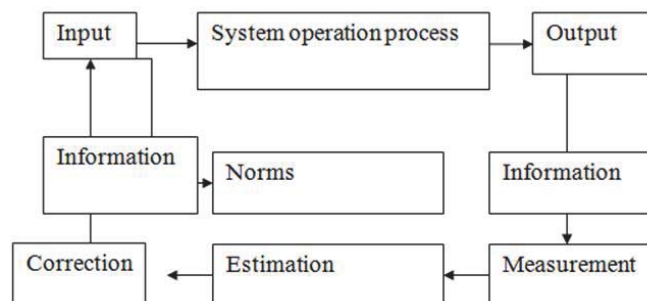 Input
System operation process
Output
Information
Norms
Information
Correction
Estimation
Measurement